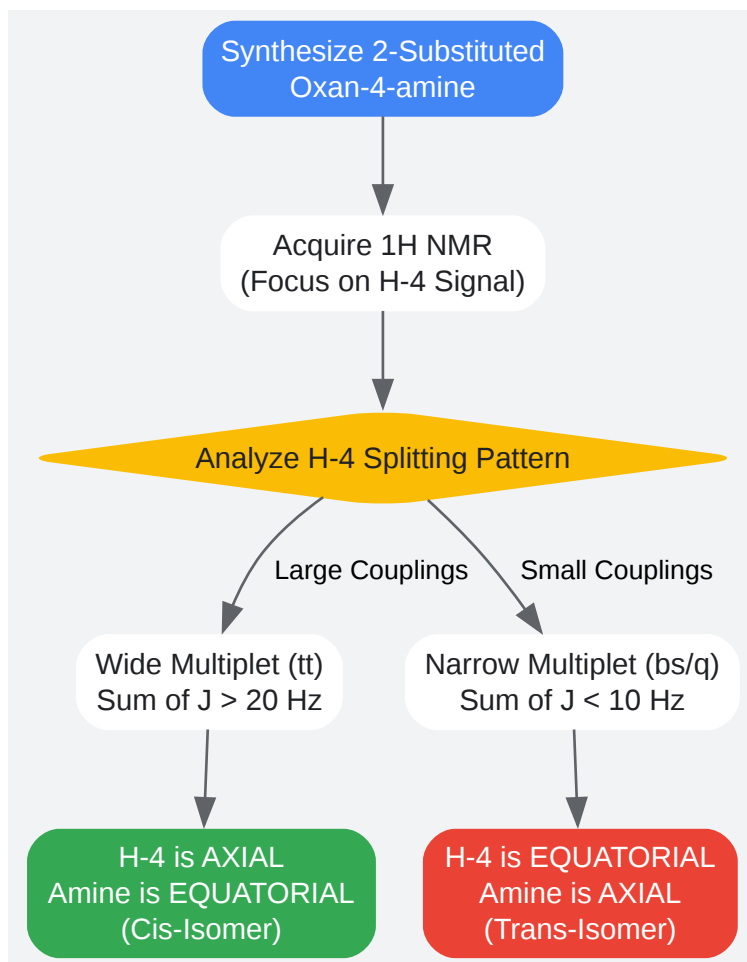 Synthesize 2-Substituted
Oxan-4-amine
Acquire 1H NMR
(Focus on H-4 Signal)
Analyze H-4 Splitting Pattern
Large Couplings
Small Couplings
Wide Multiplet (tt)
Sum of J > 20 Hz
Narrow Multiplet (bs/q)
Sum of J < 10 Hz
H-4 is AXIAL
Amine is EQUATORIAL
(Cis-Isomer)
H-4 is EQUATORIAL
Amine is AXIAL
(Trans-Isomer)